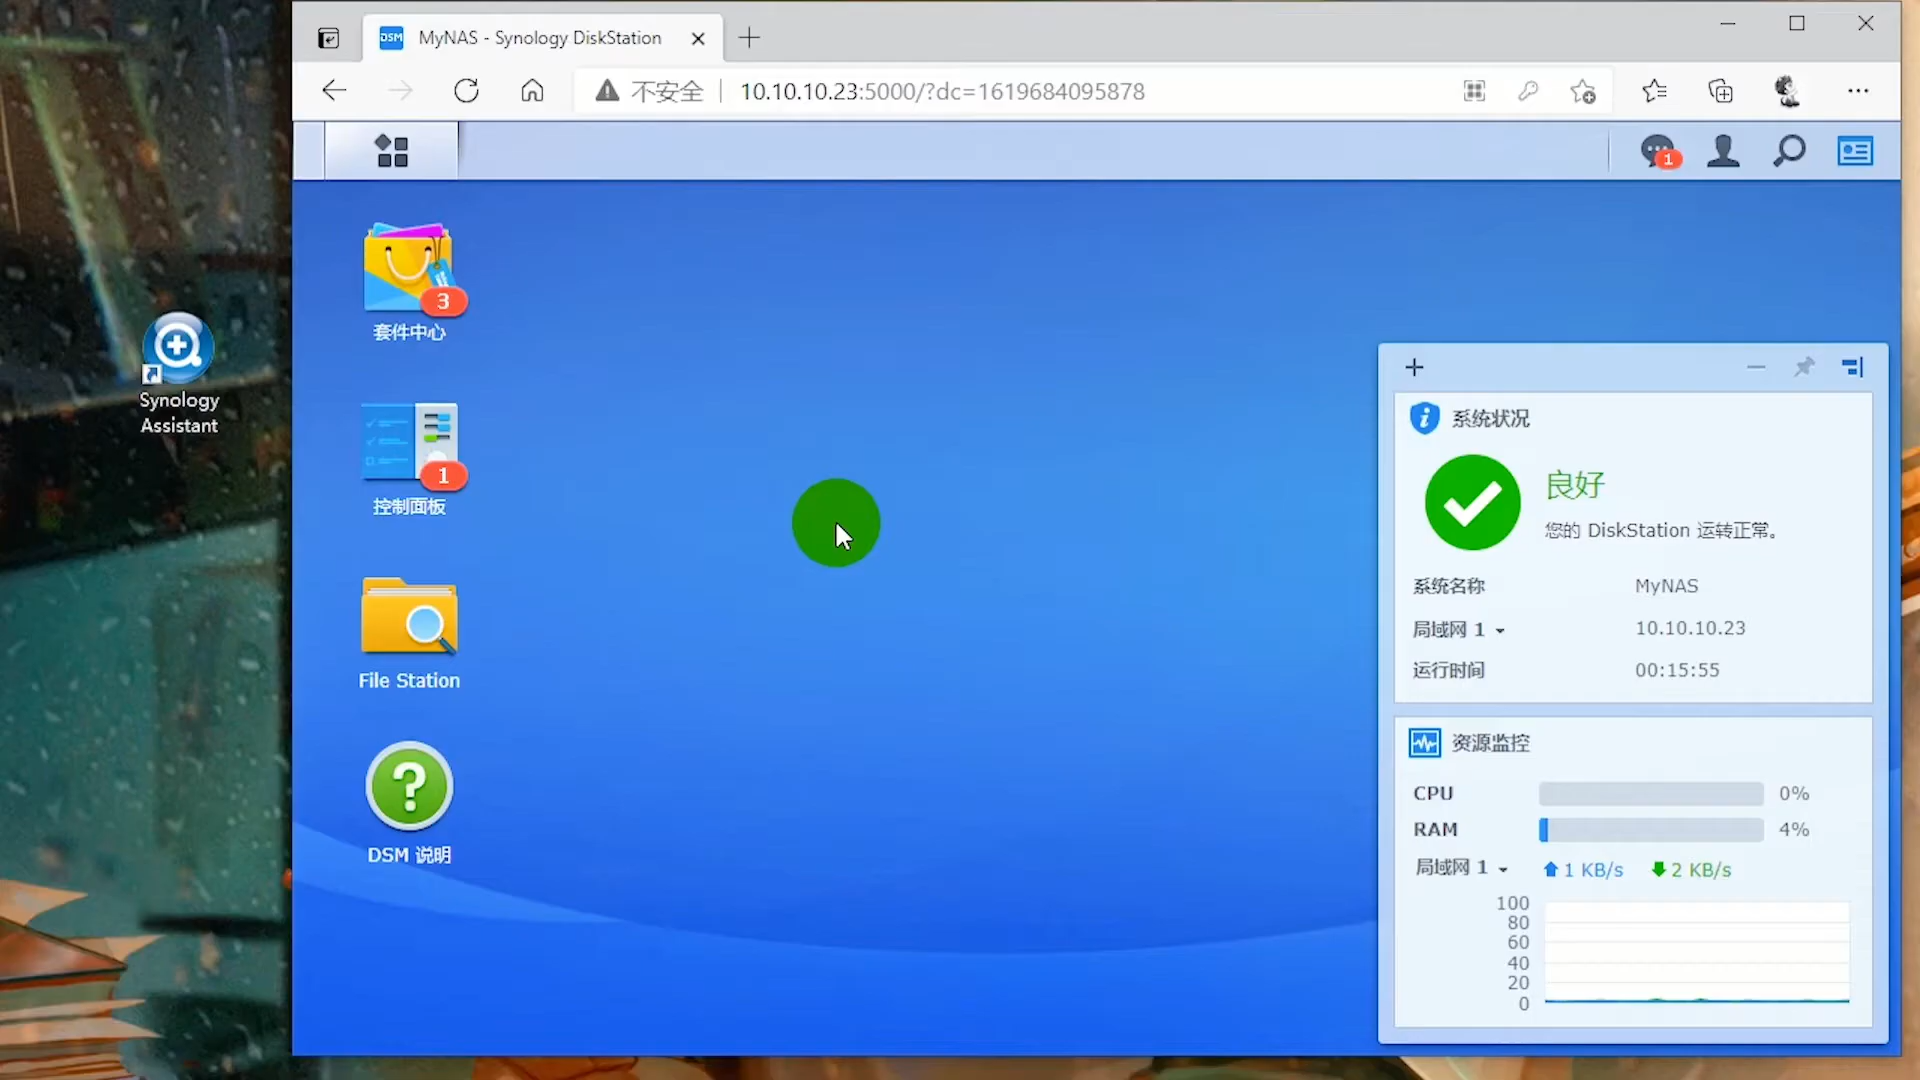 DSM MyNAS - Synology DiskStation
不安全 10.10.10.23:5000/?dc=1619684095878
1
3
套件中心
1
控制面板
File Station
DSM 说明
Synology
Assistant
系统状况
良好
您的 DiskStation 运转正常。
系统名称 MyNAS
局域网 1 10.10.10.23
运行时间 00:15:55
资源监控
CPU 0%
RAM 4%
局域网 1 1 KB/s 2 KB/s
100
80
60
40
20
0